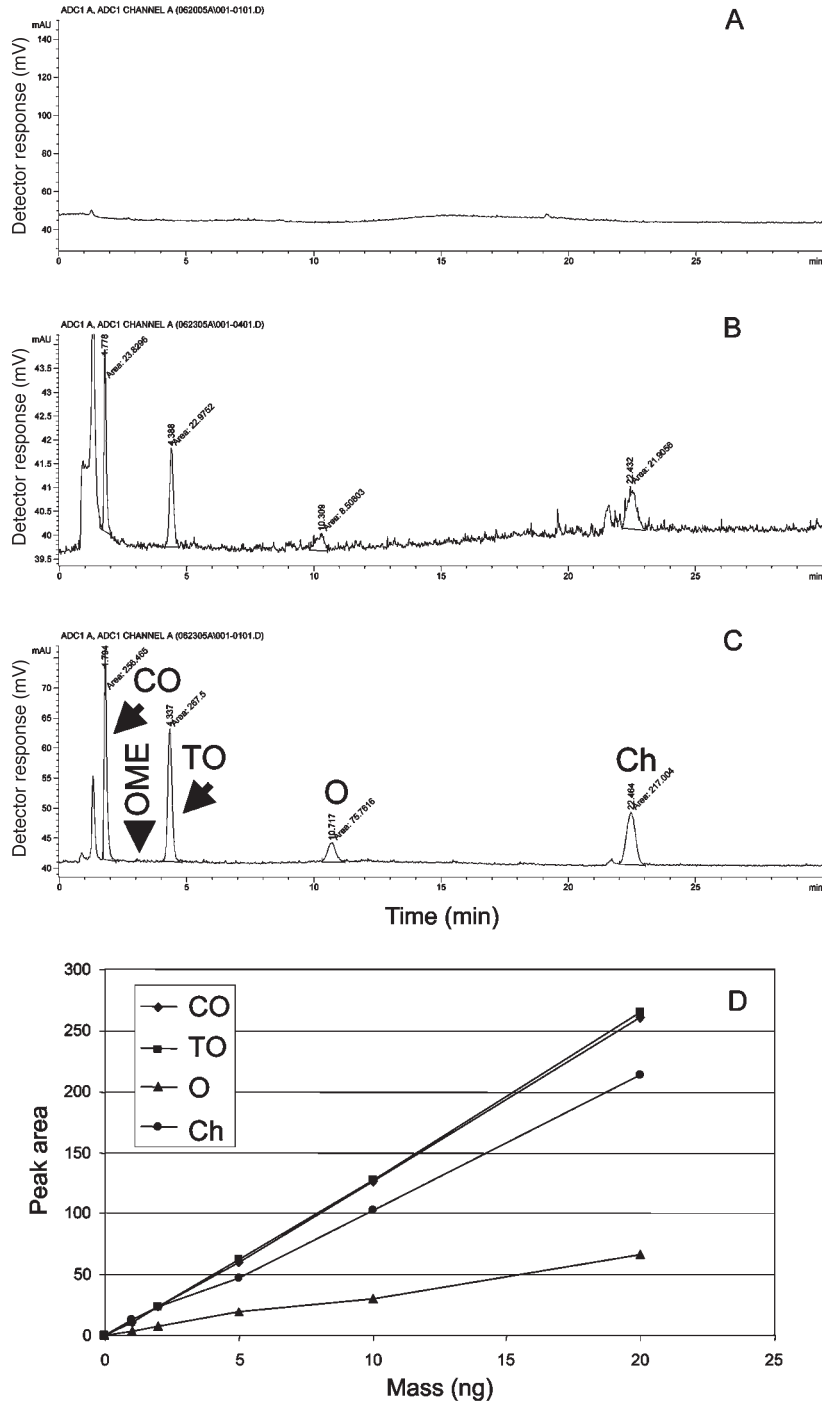 ADC1 A, ADC1 CHANNEL A (062005A\001-0101.D)
A
mAU
Detector response (mV)
140
120
100
80
60
40
0 5 10 15 20 25 min
ADC1 A, ADC1 CHANNEL A (062305A\001-0401.D)
B
mAU
Detector response (mV)
43.5
43
42.5
42
41.5
41
40.5
40
39.5
1.778
Area: 23.8296
4.388
Area: 22.9752
10.309
Area: 8.50803
22.432
Area: 21.9058
0 5 10 15 20 25 min
ADC1 A, ADC1 CHANNEL A (062305A\001-0101.D)
C
mAU
Detector response (mV)
70
65
60
55
50
45
40
1.794
Area: 258.465
CO
OME
4.337
Area: 267.5
TO
O
10.717
Area: 75.7816
Ch
22.464
Area: 217.004
0 5 10 15 20 25 min
Time (min)
D
Peak area
300
250
200
150
100
50
0
CO
TO
O
Ch
0 5 10 15 20 25
Mass (ng)